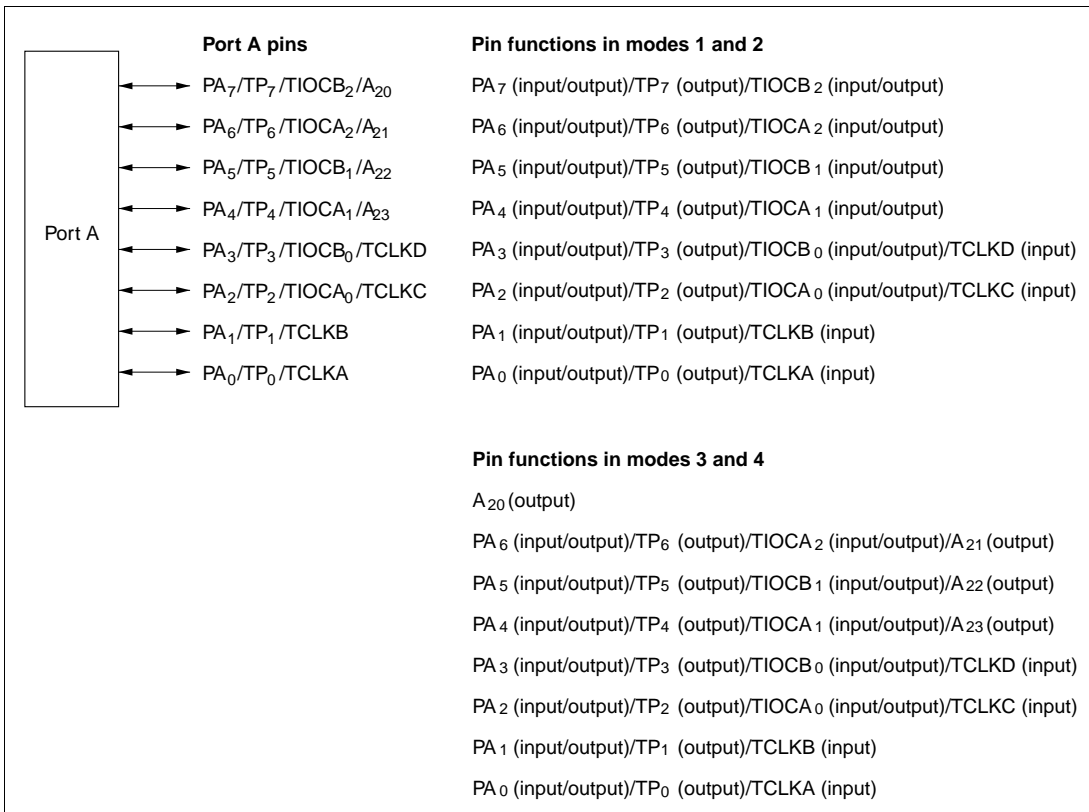 Port A pins Pin functions in modes 1 and 2
PA7/TP7/TIOCB2/A20 PA7 (input/output)/TP7 (output)/TIOCB2 (input/output)
PA6/TP6/TIOCA2/A21 PA6 (input/output)/TP6 (output)/TIOCA2 (input/output)
PA5/TP5/TIOCB1/A22 PA5 (input/output)/TP5 (output)/TIOCB1 (input/output)
PA4/TP4/TIOCA1/A23 PA4 (input/output)/TP4 (output)/TIOCA1 (input/output)
Port A
PA3/TP3/TIOCB0/TCLKD PA3 (input/output)/TP3 (output)/TIOCB0 (input/output)/TCLKD (input)
PA2/TP2/TIOCA0/TCLKC PA2 (input/output)/TP2 (output)/TIOCA0 (input/output)/TCLKC (input)
PA1/TP1/TCLKB PA1 (input/output)/TP1 (output)/TCLKB (input)
PA0/TP0/TCLKA PA0 (input/output)/TP0 (output)/TCLKA (input)
Pin functions in modes 3 and 4
A20 (output)
PA6 (input/output)/TP6 (output)/TIOCA2 (input/output)/A21 (output)
PA5 (input/output)/TP5 (output)/TIOCB1 (input/output)/A22 (output)
PA4 (input/output)/TP4 (output)/TIOCA1 (input/output)/A23 (output)
PA3 (input/output)/TP3 (output)/TIOCB0 (input/output)/TCLKD (input)
PA2 (input/output)/TP2 (output)/TIOCA0 (input/output)/TCLKC (input)
PA1 (input/output)/TP1 (output)/TCLKB (input)
PA0 (input/output)/TP0 (output)/TCLKA (input)